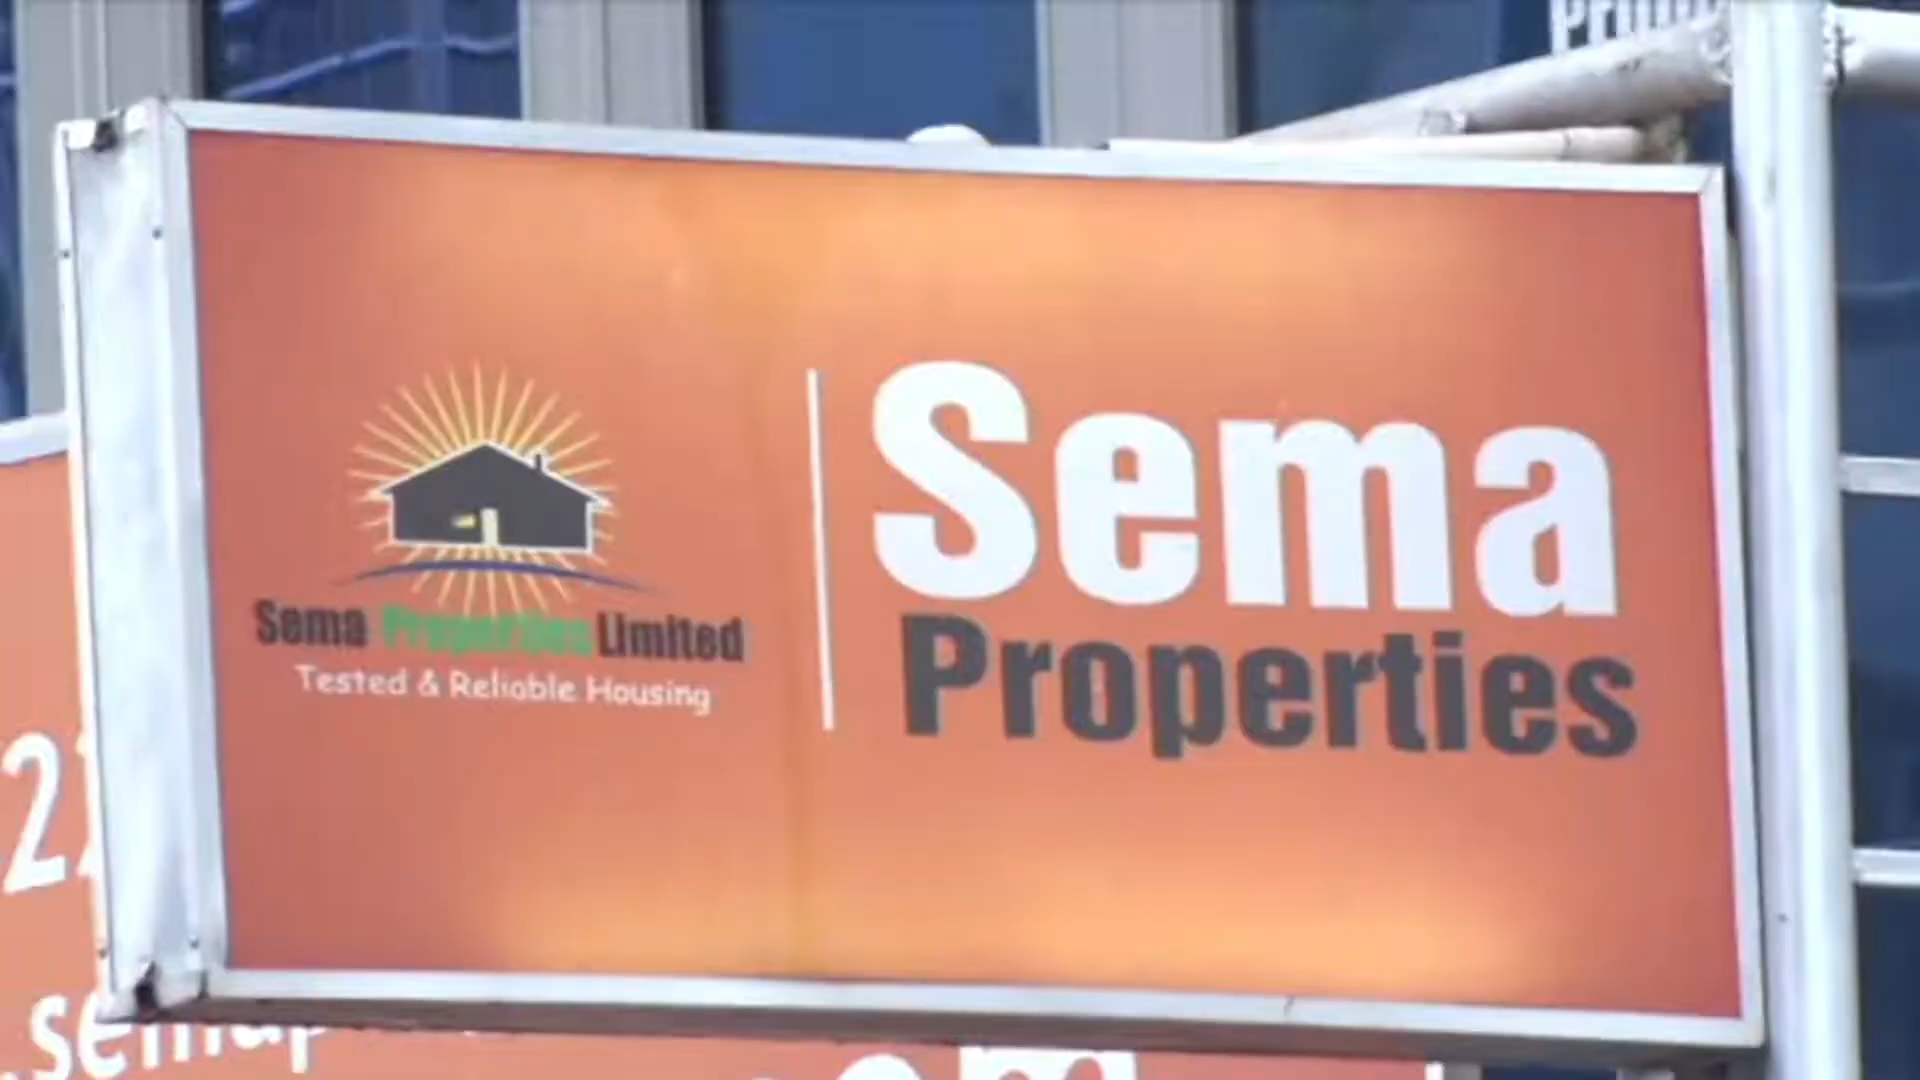 Sema
Properties
Sema Properties Limited
Tested & Reliable Housing